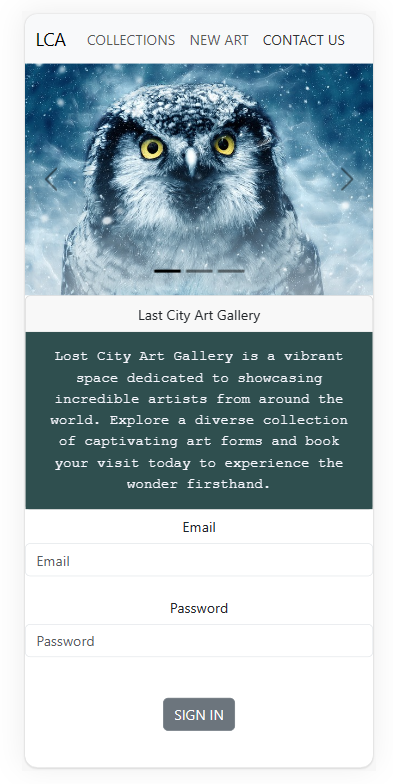 LCA COLLECTIONS NEW ART CONTACT US
Last City Art Gallery
Lost City Art Gallery is a vibrant
space dedicated to showcasing
incredible artists from around the
world. Explore a diverse collection
of captivating art forms and book
your visit today to experience the
wonder firsthand.
Email
Email
Password
Password
SIGN IN